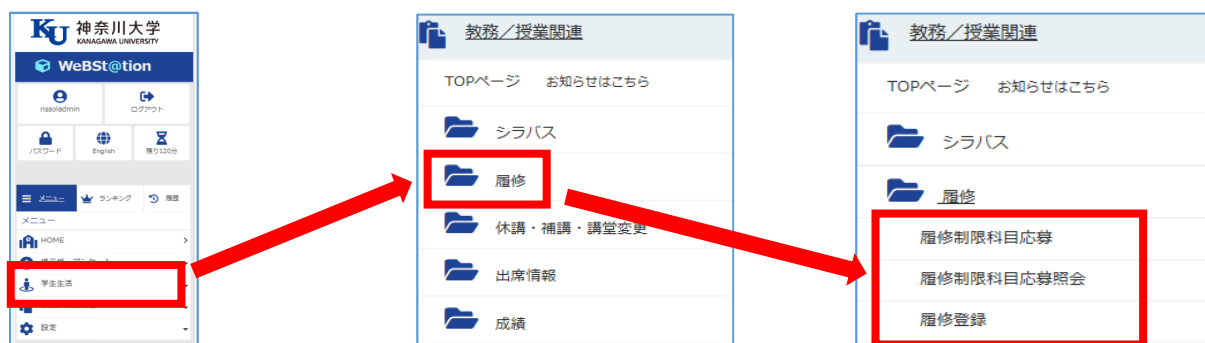 KU 神奈川大学
KANAGAWA UNIVERSITY
WeBSt@tion
nssoladmin
ログアウト
パスワード
English
残り120分
メニュー
ランキング
履歴
メニュー
HOME
学生生活
設定
教務／授業関連
TOPページ お知らせはこちら
シラバス
履修
休講・補講・講堂変更
出席情報
成績
教務／授業関連
TOPページ お知らせはこちら
シラバス
履修
履修制限科目応募
履修制限科目応募照会
履修登録